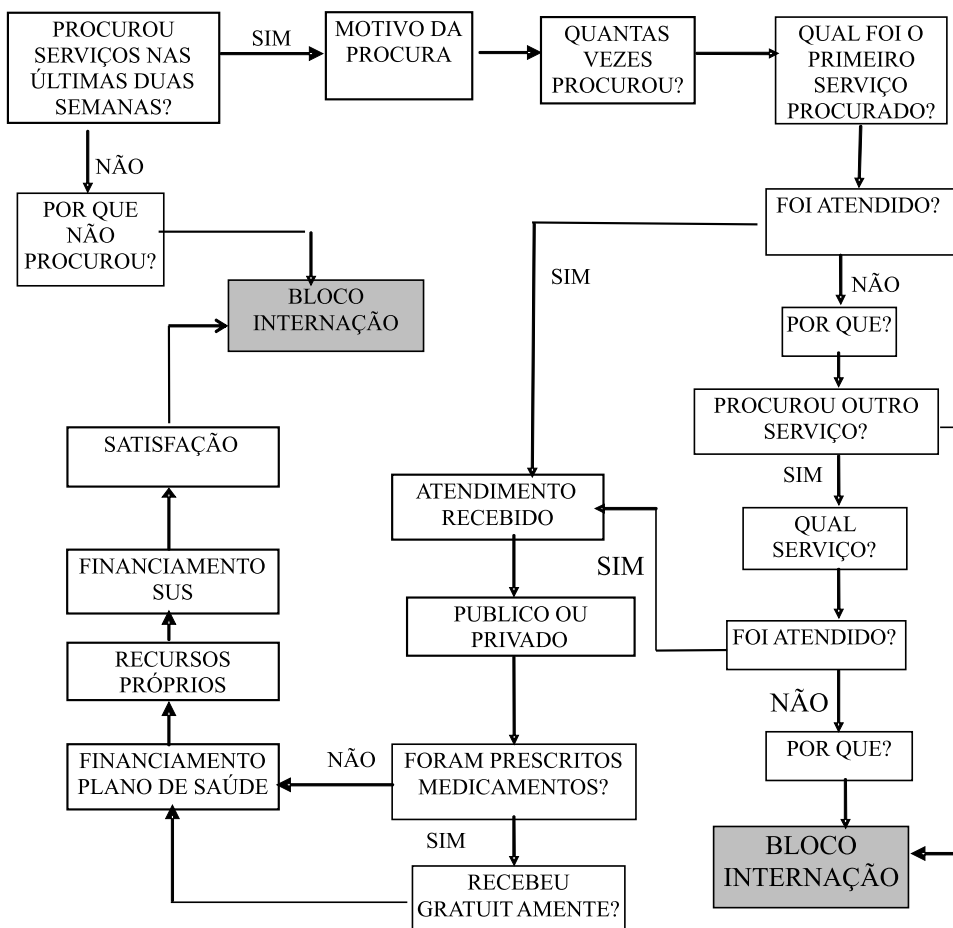 PROCUROU
SERVIÇOS NAS
ÚLTIMAS DUAS
SEMANAS?
SIM
MOTIVO DA
PROCURA
QUANTAS
VEZES
PROCUROU?
QUAL FOI O
PRIMEIRO
SERVIÇO
PROCURADO?
NÃO
POR QUE
NÃO
PROCUROU?
FOI ATENDIDO?
SIM
NÃO
BLOCO
INTERNAÇÃO
POR QUE?
PROCUROU OUTRO
SERVIÇO?
SATISFAÇÃO
SIM
ATENDIMENTO
RECEBIDO
QUAL
SERVIÇO?
FINANCIAMENTO
SUS
SIM
PUBLICO OU
PRIVADO
FOI ATENDIDO?
RECURSOS
PRÓPRIOS
NÃO
POR QUE?
FINANCIAMENTO
PLANO DE SAÚDE
NÃO
FORAM PRESCRITOS
MEDICAMENTOS?
SIM
BLOCO
INTERNAÇÃO
RECEBEU
GRATUIT AMENTE?